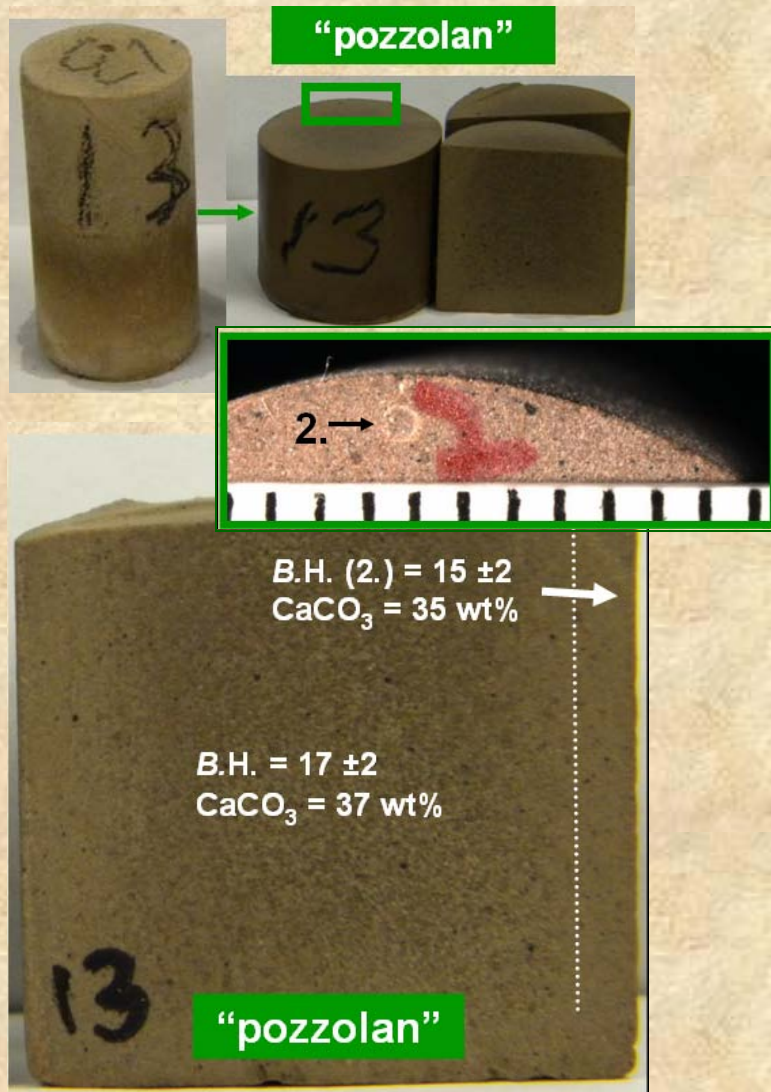 “pozzolan”
13
13
2.
B.H. (2.) = 15 ±2
CaCO₃ = 35 wt%
B.H. = 17 ±2
CaCO₃ = 37 wt%
13
“pozzolan”